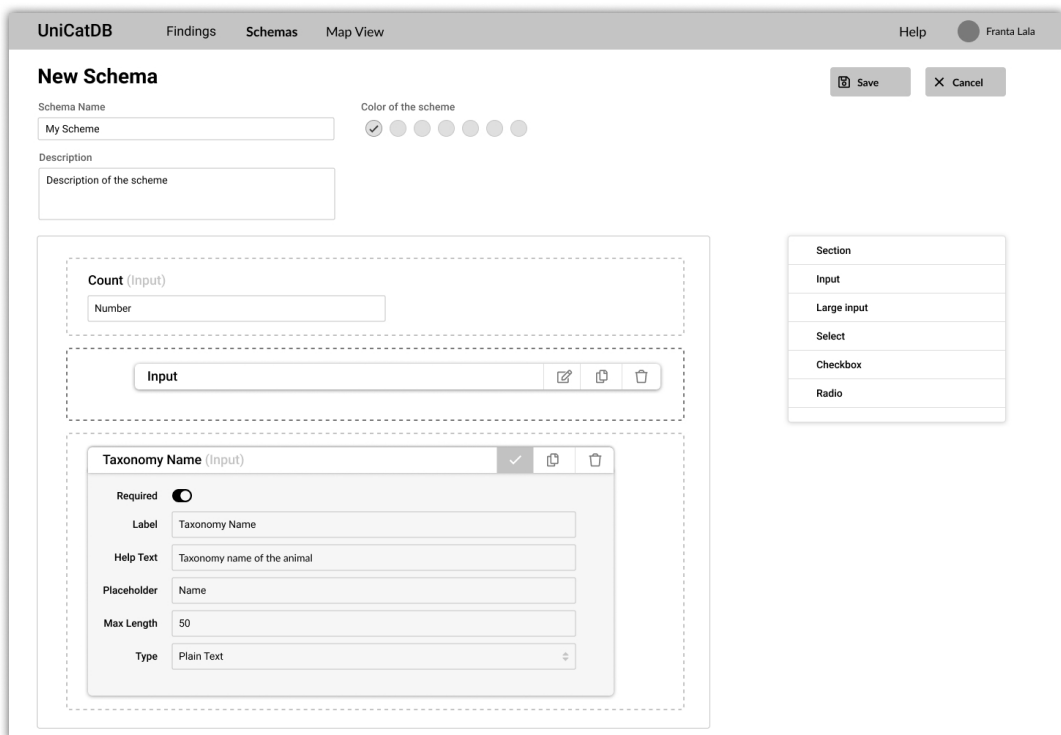 UniCatDB Findings Schemas Map View Help Franta Lala
New Schema Save Cancel
Schema Name Color of the scheme
My Scheme
Description
Description of the scheme
Count (Input)
Number
Input
Taxonomy Name (Input)
Required
Label Taxonomy Name
Help Text Taxonomy name of the animal
Placeholder Name
Max Length 50
Type Plain Text
Section
Input
Large input
Select
Checkbox
Radio